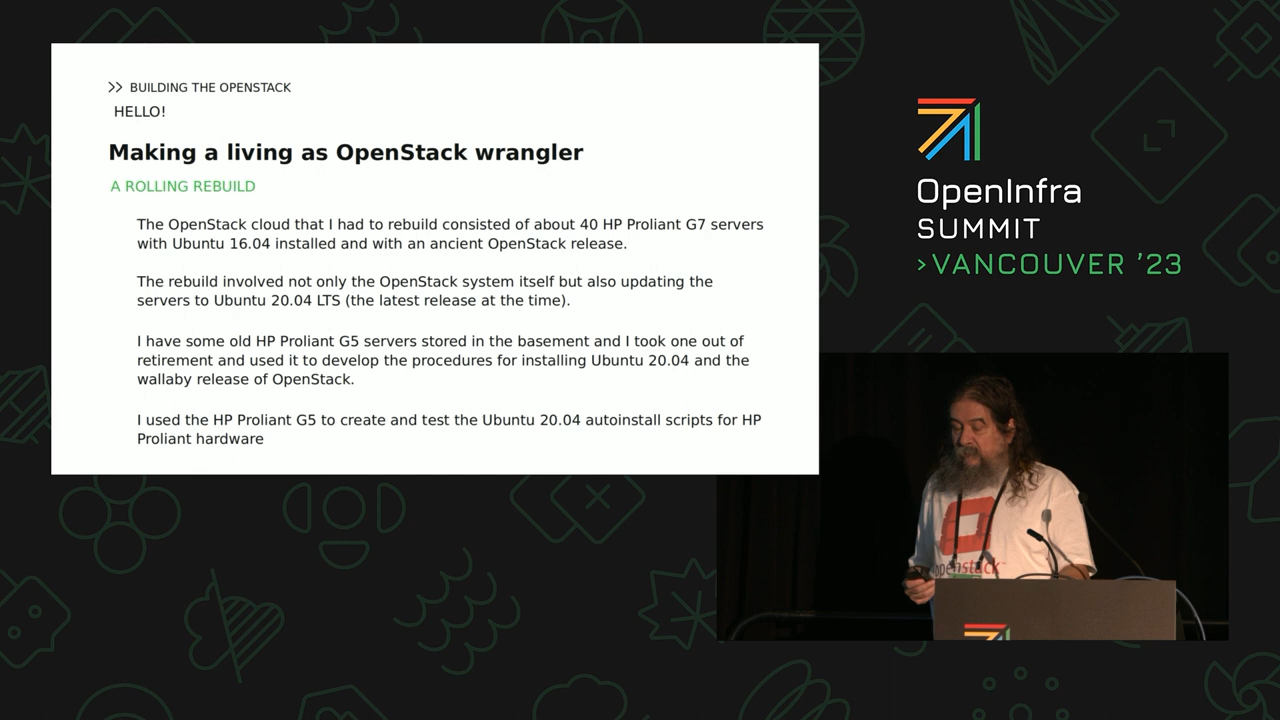 >> BUILDING THE OPENSTACK
HELLO!
Making a living as OpenStack wrangler
A ROLLING REBUILD
The OpenStack cloud that I had to rebuild consisted of about 40 HP Proliant G7 servers
with Ubuntu 16.04 installed and with an ancient OpenStack release.
The rebuild involved not only the OpenStack system itself but also updating the
servers to Ubuntu 20.04 LTS (the latest release at the time).
I have some old HP Proliant G5 servers stored in the basement and I took one out of
retirement and used it to develop the procedures for installing Ubuntu 20.04 and the
wallaby release of OpenStack.
I used the HP Proliant G5 to create and test the Ubuntu 20.04 autoinstall scripts for HP
Proliant hardware
OpenInfra
SUMMIT
>VANCOUVER ’23
openstack